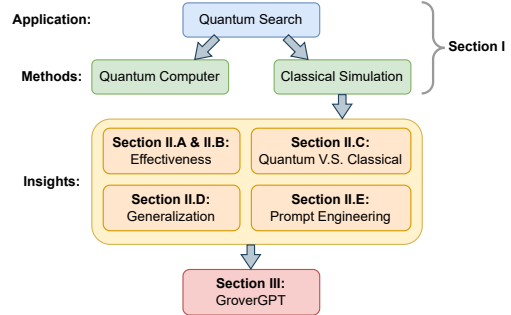 Application:
Quantum Search
Section I
Methods:
Quantum Computer
Classical Simulation
Insights:
Section II.A & II.B:
Effectiveness
Section II.C:
Quantum V.S. Classical
Section II.D:
Generalization
Section II.E:
Prompt Engineering
Section III:
GroverGPT